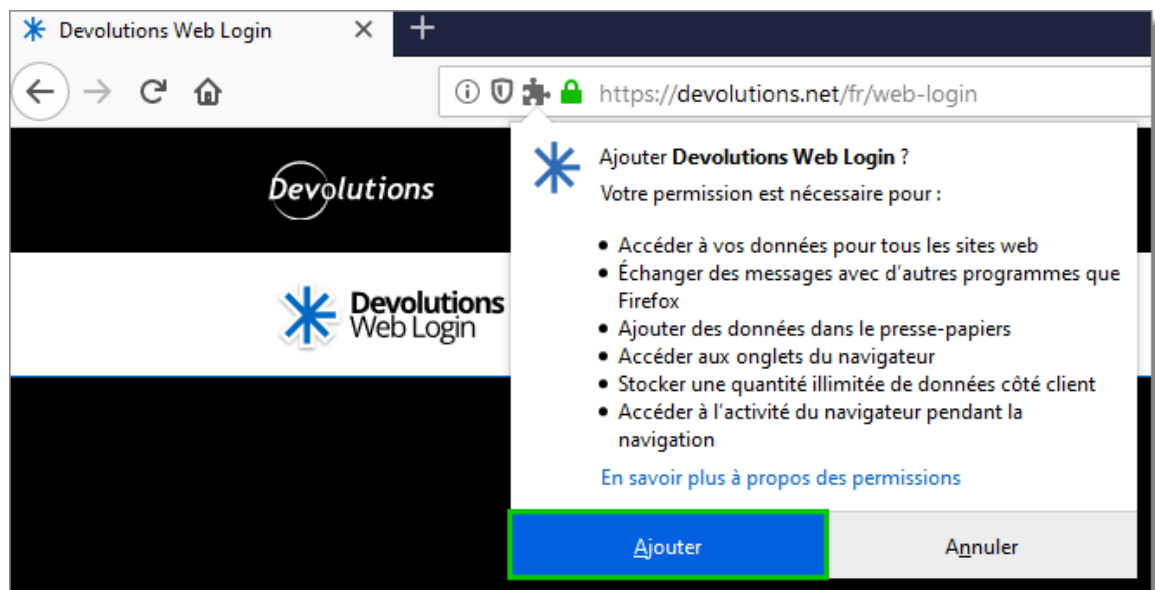 Devolutions Web Login
https://devolutions.net/fr/web-login
Devolutions
Devolutions
Web Login
Ajouter Devolutions Web Login ?
Votre permission est nécessaire pour :
• Accéder à vos données pour tous les sites web
• Échanger des messages avec d'autres programmes que
Firefox
• Ajouter des données dans le presse-papiers
• Accéder aux onglets du navigateur
• Stocker une quantité illimitée de données côté client
• Accéder à l'activité du navigateur pendant la
navigation
En savoir plus à propos des permissions
Ajouter
Annuler